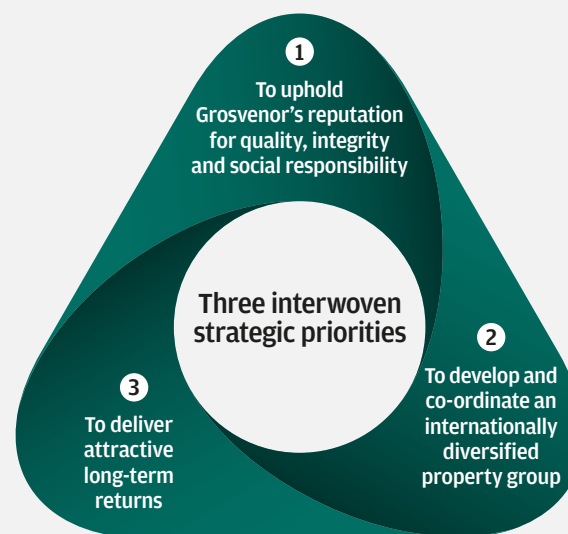 1
To uphold
Grosvenor's reputation
for quality, integrity
and social responsibility
Three interwoven
strategic priorities
2
To develop and
co-ordinate an
internationally
diversified
property group
3
To deliver
attractive
long-term
returns